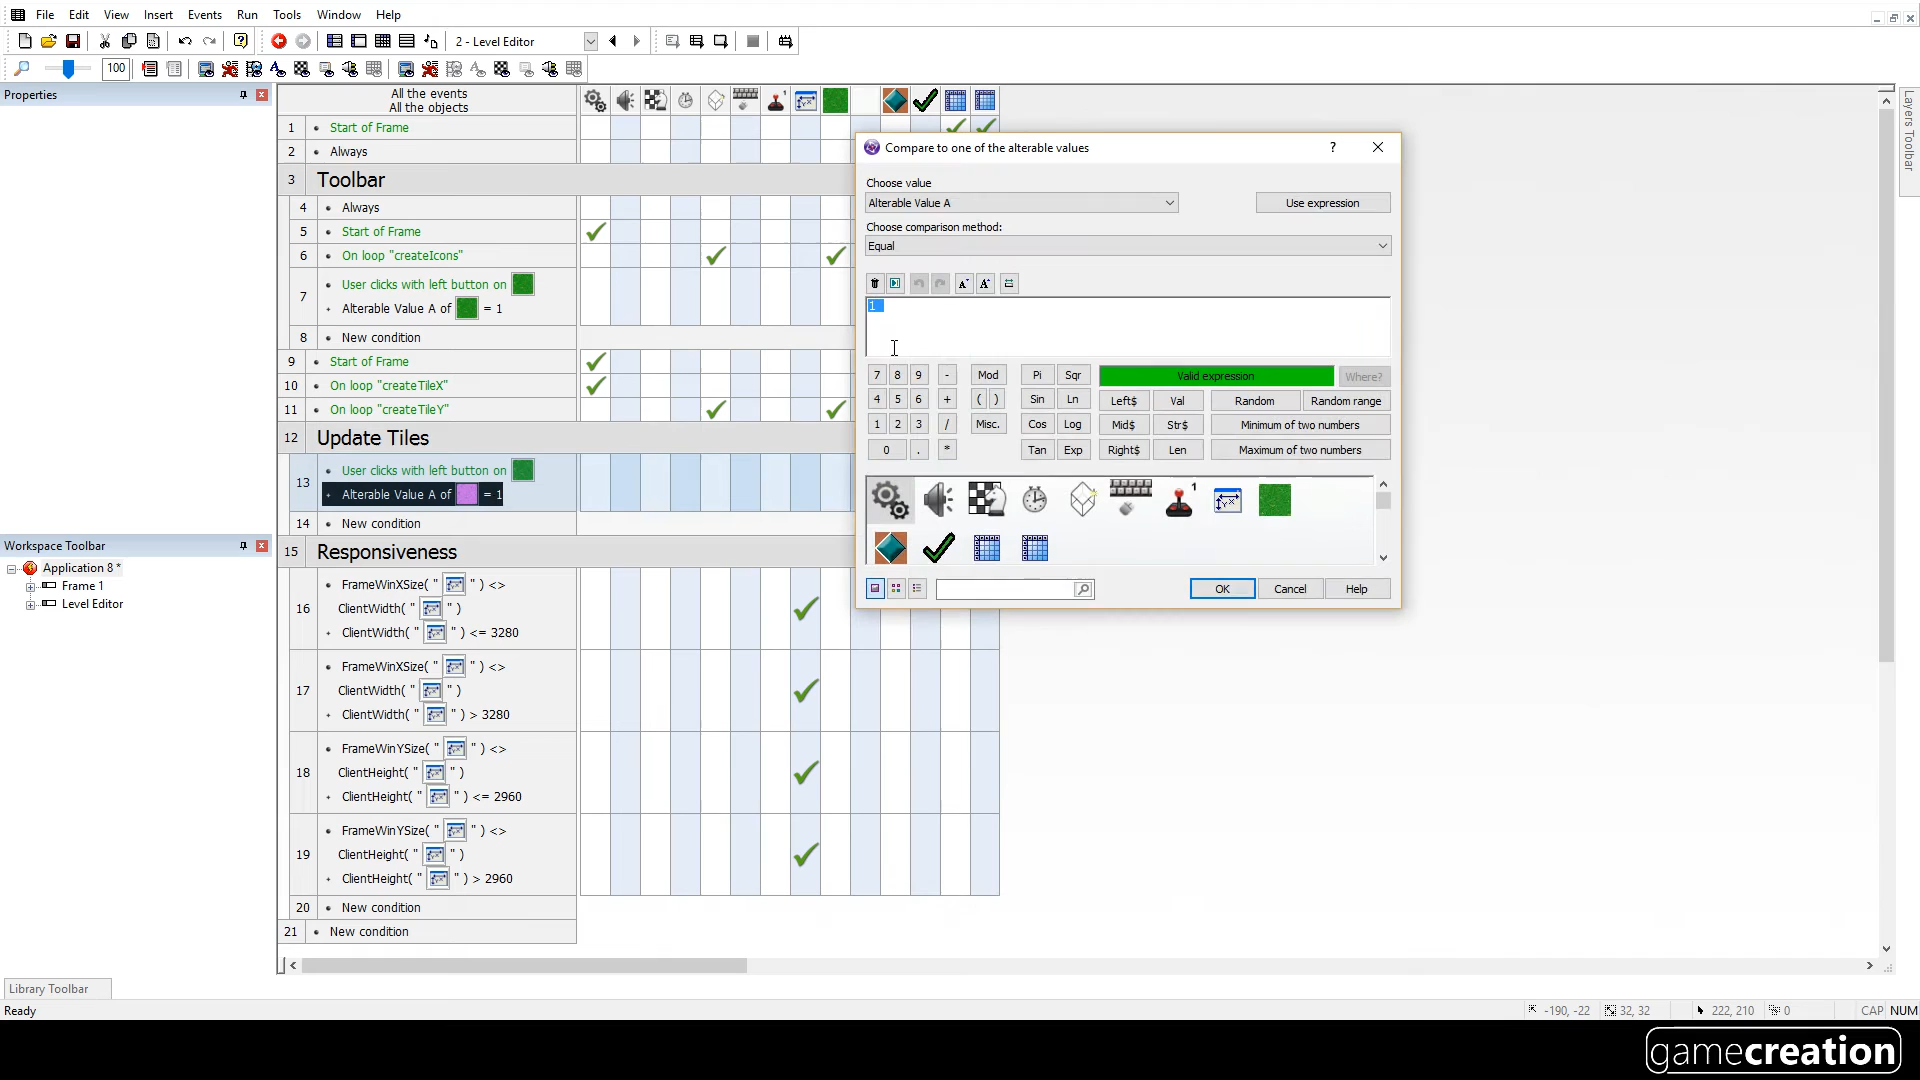 File Edit View Insert Events Run Tools Window Help
2 - Level Editor
100
Properties
All the events
All the objects
1 • Start of Frame
2 • Always
3 Toolbar
4 • Always
5 • Start of Frame
6 • On loop "createIcons"
7 • User clicks with left button on
• Alterable Value A of = 1
8 • New condition
9 • Start of Frame
10 • On loop "createTileX"
11 • On loop "createTileY"
12 Update Tiles
13 • User clicks with left button on
• Alterable Value A of = 1
14 • New condition
15 Responsiveness
16 • FrameWinXSize( " " ) <>
ClientWidth( " " )
• ClientWidth( " " ) <= 3280
17 • FrameWinXSize( " " ) <>
ClientWidth( " " )
• ClientWidth( " " ) > 3280
18 • FrameWinYSize( " " ) <>
ClientHeight( " " )
• ClientHeight( " " ) <= 2960
19 • FrameWinYSize( " " ) <>
ClientHeight( " " )
• ClientHeight( " " ) > 2960
20 • New condition
21 • New condition
Compare to one of the alterable values
?
Choose value
Alterable Value A
Use expression
Choose comparison method:
Equal
1
7 8 9 - Mod Pi Sqr Valid expression Where?
4 5 6 + ( ) Sin Ln Left$ Val Random Random range
1 2 3 / Misc. Cos Log Mid$ Str$ Minimum of two numbers
0 . * Tan Exp Right$ Len Maximum of two numbers
1
OK Cancel Help
Layers Toolbar
Workspace Toolbar
Application 8 *
Frame 1
Level Editor
Library Toolbar
Ready
-190, -22
32, 32
222, 210
0
CAP NUM
gamecreation